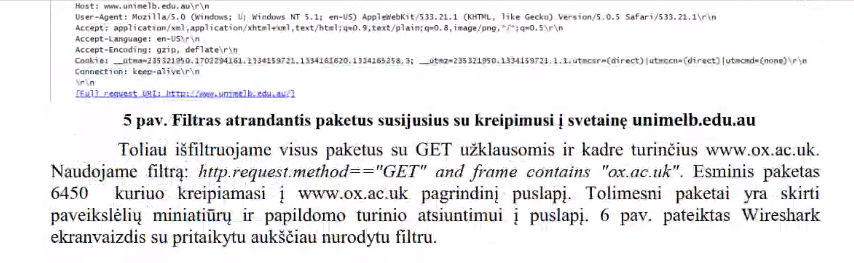 Host: www.unimelb.edu.au\r\n
User-Agent: Mozilla/5.0 (Windows; U; Windows NT 5.1; en-US) AppleWebKit/533.21.1 (KHTML, like Gecko) Version/5.0.5 Safari/533.21.1\r\n
Accept: application/xml,application/xhtml+xml,text/html;q=0.9,text/plain;q=0.8,image/png,*/*;q=0.5\r\n
Accept-Language: en-US\r\n
Accept-Encoding: gzip, deflate\r\n
Cookie: __utma=235321950.1702294161.1334159721.1334161620.1334165258.3; __utmz=235321950.1334159721.1.1.utmcsr=(direct)|utmccn=(direct)|utmcmd=(none)\r\n
Connection: keep-alive\r\n
\r\n
[Full request URI: http://www.unimelb.edu.au/]
5 pav. Filtras atrandantis paketus susijusius su kreipimusi į svetainę unimelb.edu.au
Toliau išfiltruojame visus paketus su GET užklausomis ir kadre turinčius www.ox.ac.uk.
Naudojame filtrą: http.request.method=="GET" and frame contains "ox.ac.uk". Esminis paketas
6450 kuriuo kreipiamasi į www.ox.ac.uk pagrindinį puslapį. Tolimesni paketai yra skirti
paveikslėlių miniatiūrų ir papildomo turinio atsiuntimui į puslapį. 6 pav. pateiktas Wireshark
ekranvaizdis su pritaikytu aukščiau nurodytu filtru.